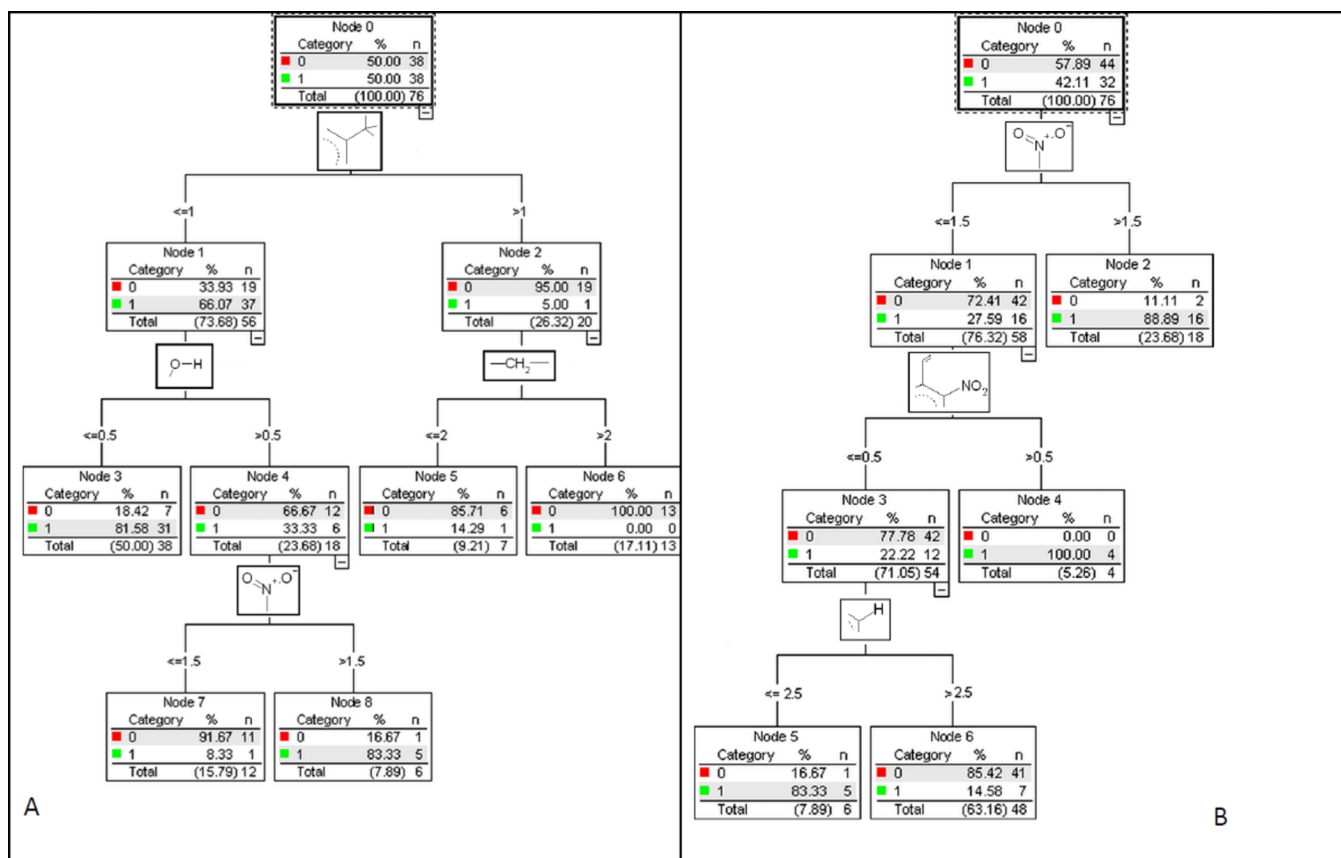 Node 0
Category % n
0 50.00 38
1 50.00 38
Total (100.00) 76
<=1
>1
Node 1
Category % n
0 33.93 19
1 66.07 37
Total (73.68) 56
Node 2
Category % n
0 95.00 19
1 5.00 1
Total (26.32) 20
O—H
—CH2—
<=0.5
>0.5
<=2
>2
Node 3
Category % n
0 18.42 7
1 81.58 31
Total (50.00) 38
Node 4
Category % n
0 66.67 12
1 33.33 6
Total (23.68) 18
Node 5
Category % n
0 85.71 6
1 14.29 1
Total (9.21) 7
Node 6
Category % n
0 100.00 13
1 0.00 0
Total (17.11) 13
O N+ O-
<=1.5
>1.5
Node 7
Category % n
0 91.67 11
1 8.33 1
Total (15.79) 12
Node 8
Category % n
0 16.67 1
1 83.33 5
Total (7.89) 6
A
Node 0
Category % n
0 57.89 44
1 42.11 32
Total (100.00) 76
O N+ O-
<=1.5
>1.5
Node 1
Category % n
0 72.41 42
1 27.59 16
Total (76.32) 58
Node 2
Category % n
0 11.11 2
1 88.89 16
Total (23.68) 18
NO2
<=0.5
>0.5
Node 3
Category % n
0 77.78 42
1 22.22 12
Total (71.05) 54
Node 4
Category % n
0 0.00 0
1 100.00 4
Total (5.26) 4
H
<= 2.5
>2.5
Node 5
Category % n
0 16.67 1
1 83.33 5
Total (7.89) 6
Node 6
Category % n
0 85.42 41
1 14.58 7
Total (63.16) 48
B